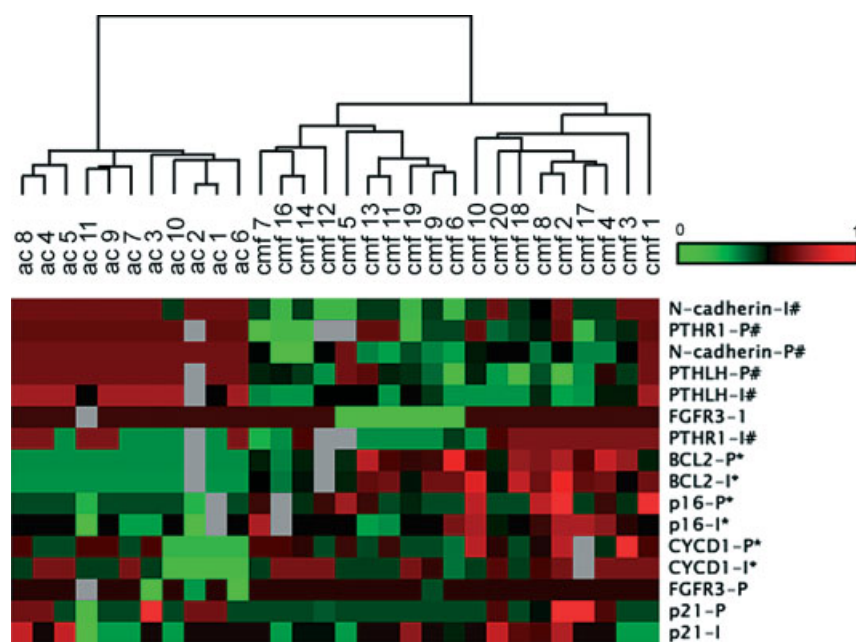 ac 8
ac 4
ac 5
ac 11
ac 9
ac 7
ac 3
ac 10
ac 2
ac 1
ac 6
cmf 7
cmf 16
cmf 14
cmf 12
cmf 5
cmf 13
cmf 11
cmf 19
cmf 9
cmf 6
cmf 10
cmf 20
cmf 18
cmf 8
cmf 2
cmf 17
cmf 4
cmf 3
cmf 1
0 1
N-cadherin-I#
PTHR1-P#
N-cadherin-P#
PTHLH-P#
PTHLH-I#
FGFR3-1
PTHR1-I#
BCL2-P*
BCL2-I*
p16-P*
p16-I*
CYCD1-P*
CYCD1-I*
FGFR3-P
p21-P
p21-I